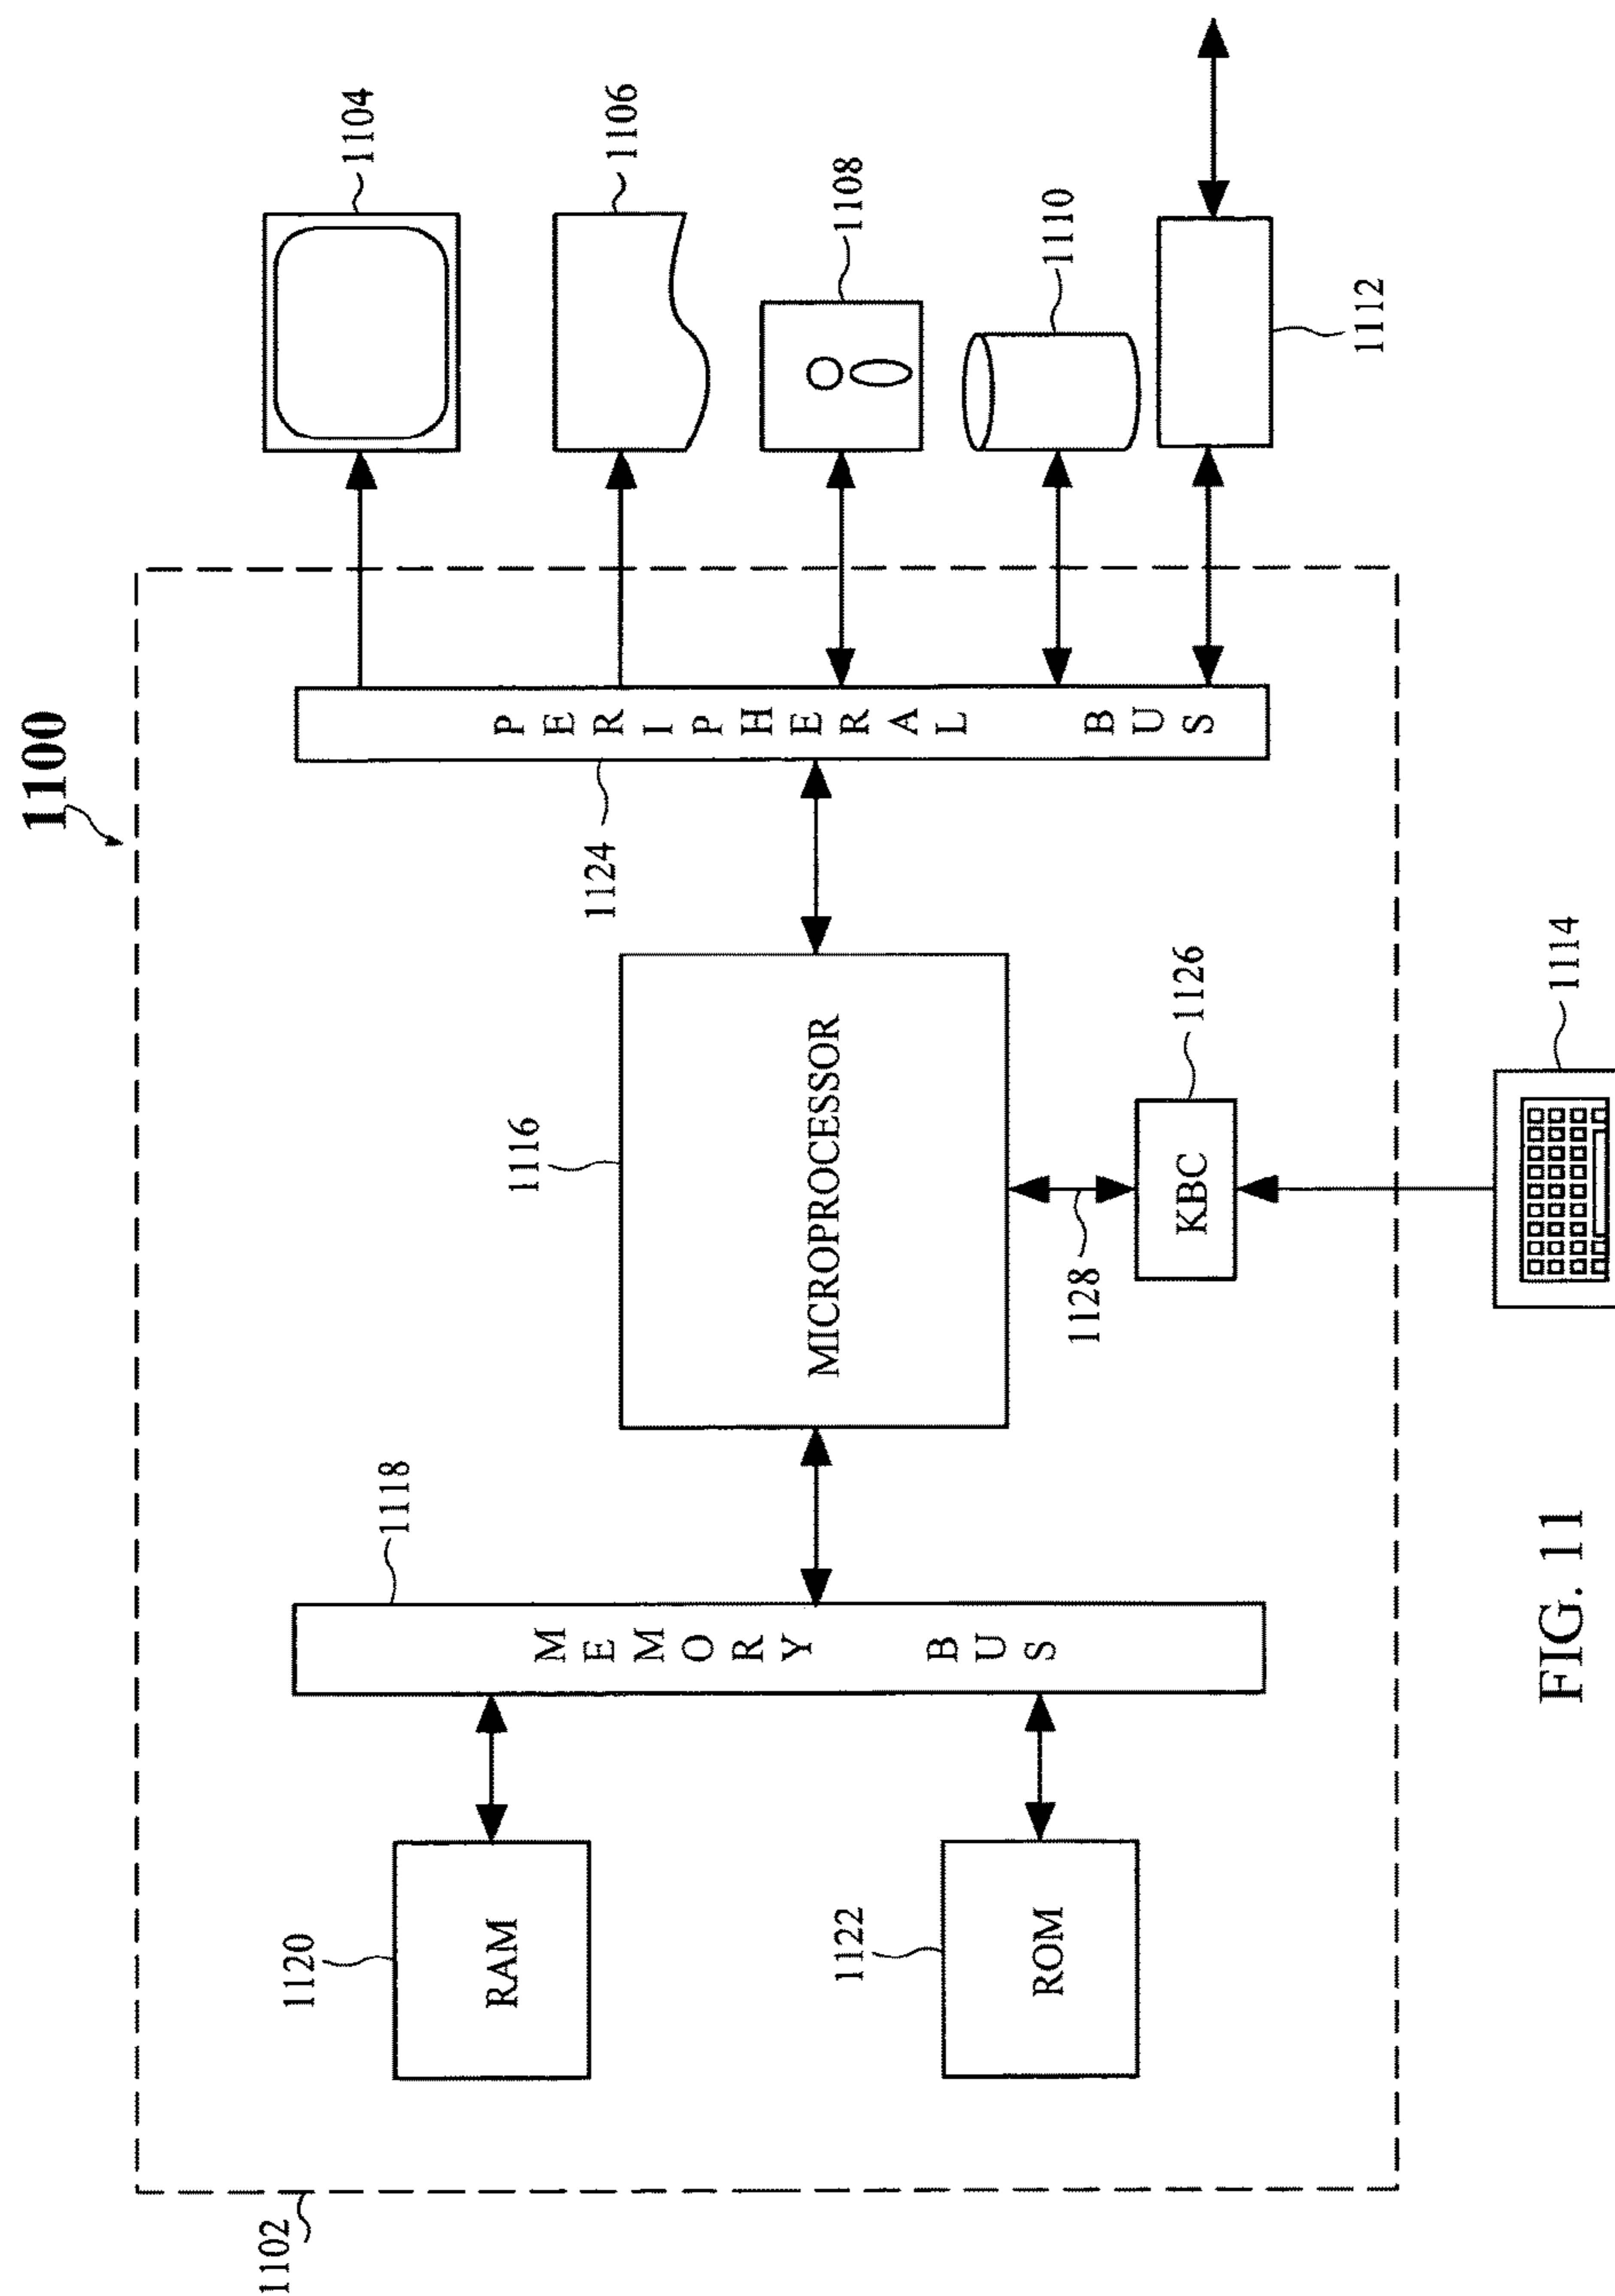 1100
1102
1120
RAM
1122
ROM
1118
MEMORY BUS
1116
MICROPROCESSOR
1128
KBC
1126
1114
1124
PERIPHERAL BUS
1104
1106
1108
1110
1112
FIG. 11